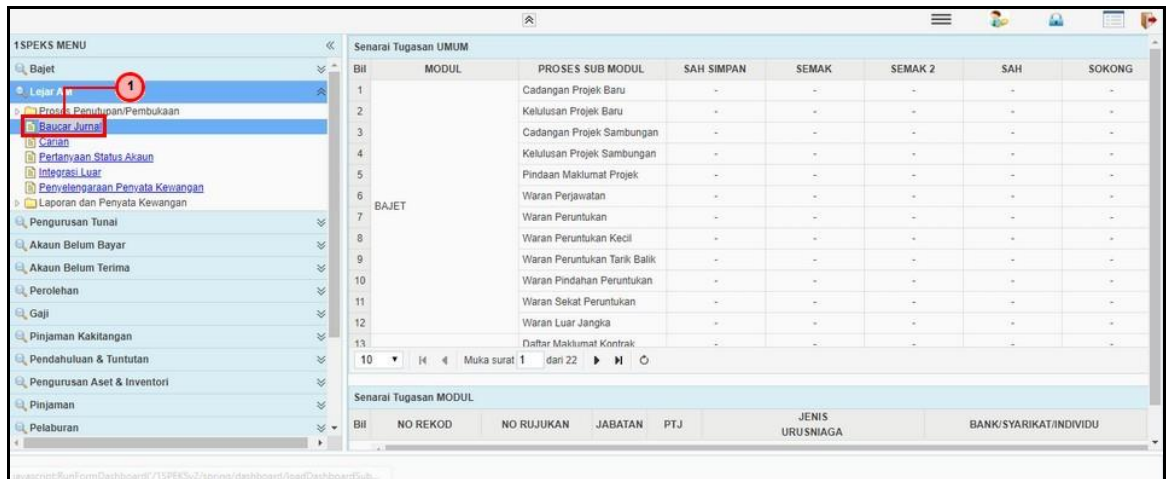 1SPEKS MENU
Bajet
Lejar AM
1
Proses Penutupan/Pembukaan
Baucar Jurnal
Carian
Pertanyaan Status Akaun
Integrasi Luar
Penyelengaraan Penyata Kewangan
Laporan dan Penyata Kewangan
Pengurusan Tunai
Akaun Belum Bayar
Akaun Belum Terima
Perolehan
Gaji
Pinjaman Kakitangan
Pendahuluan & Tuntutan
Pengurusan Aset & Inventori
Pinjaman
Pelaburan
Senarai Tugasan UMUM
Bil MODUL PROSES SUB MODUL SAH SIMPAN SEMAK SEMAK 2 SAH SOKONG
1 Cadangan Projek Baru - - - - -
2 Kelulusan Projek Baru - - - - -
3 Cadangan Projek Sambungan - - - - -
4 Kelulusan Projek Sambungan - - - - -
5 Pindaan Maklumat Projek - - - - -
6 Waran Perjawatan - - - - -
BAJET
7 Waran Peruntukan - - - - -
8 Waran Peruntukan Kecil - - - - -
9 Waran Peruntukan Tarik Balik - - - - -
10 Waran Pindahan Peruntukan - - - - -
11 Waran Sekat Peruntukan - - - - -
12 Waran Luar Jangka - - - - -
13 Daftar Maklumat Kontrak - - - - -
10 Muka surat 1 dari 22
Senarai Tugasan MODUL
Bil NO REKOD NO RUJUKAN JABATAN PTJ JENIS URUSNIAGA BANK/SYARIKAT/INDIVIDU